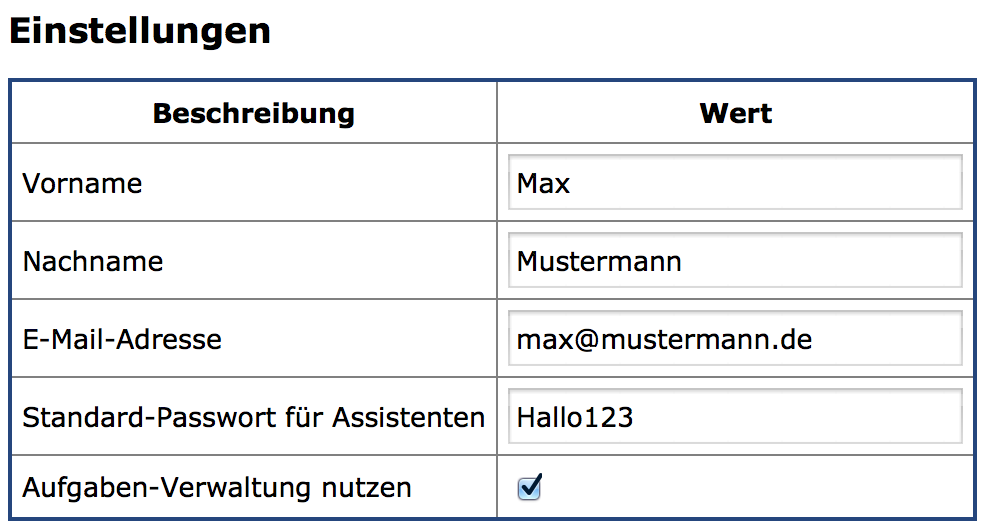 Einstellungen
Beschreibung Wert
Vorname Max
Nachname Mustermann
E-Mail-Adresse max@mustermann.de
Standard-Passwort für Assistenten Hallo123
Aufgaben-Verwaltung nutzen